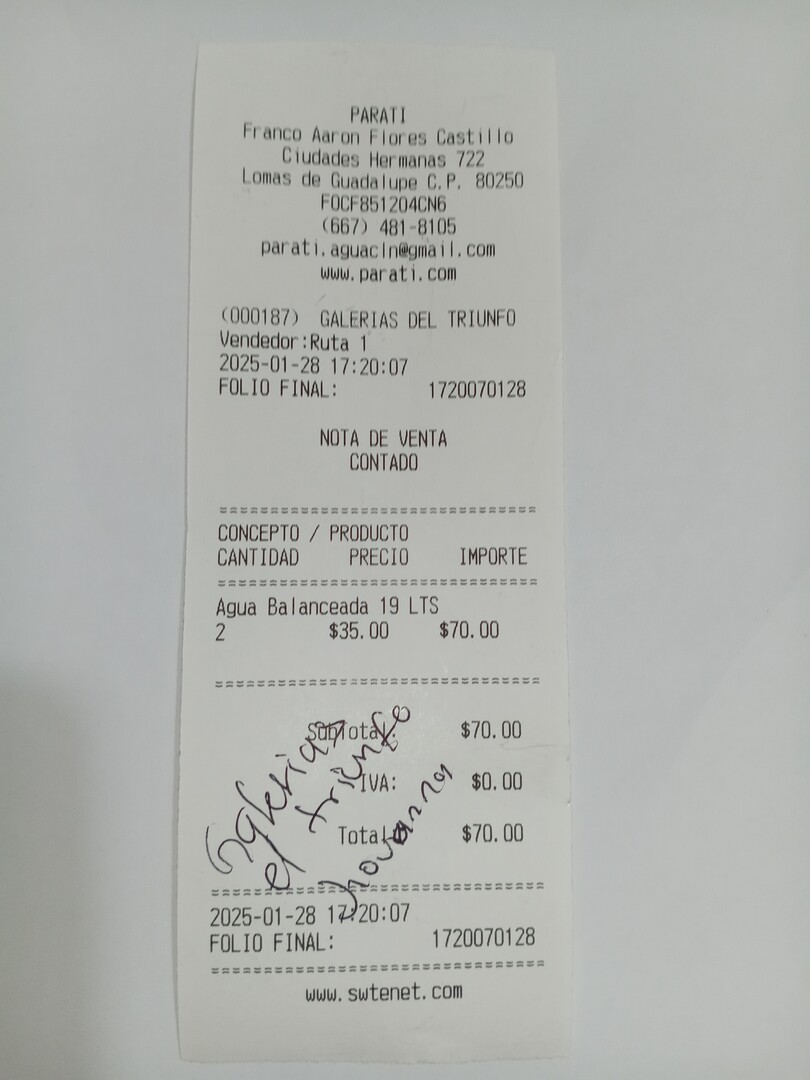 PARATI
Franco Aaron Flores Castillo
Ciudades Hermanas 722
Lomas de Guadalupe C.P. 80250
FOCF851204CN6
(667) 481-8105
parati.aguacln@gmail.com
www.parati.com
(000187) GALERIAS DEL TRIUNFO
Vendedor:Ruta 1
2025-01-28 17:20:07
FOLIO FINAL: 1720070128
NOTA DE VENTA
CONTADO
================================
CONCEPTO / PRODUCTO
CANTIDAD PRECIO IMPORTE
================================
Agua Balanceada 19 LTS
2 $35.00 $70.00
================================
SubTotal: $70.00
IVA: $0.00
Total: $70.00
el triunfo
================================
2025-01-28 17:20:07
FOLIO FINAL: 1720070128
================================
www.swtenet.com